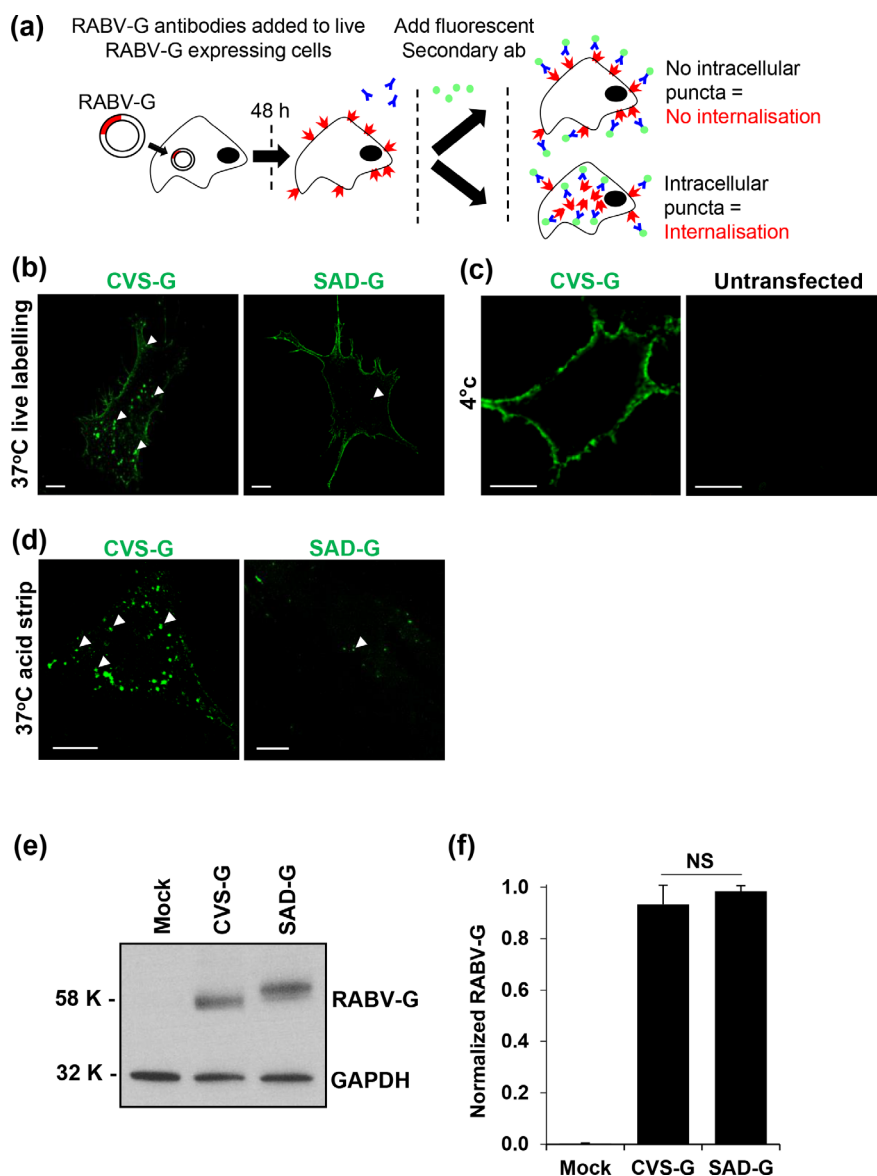 (a)
RABV-G antibodies added to live
RABV-G expressing cells
Add fluorescent
Secondary ab
RABV-G
48 h
No intracellular
puncta =
No internalisation
Intracellular
puncta =
Internalisation
(b)
CVS-G
SAD-G
37°C live labelling
(c)
CVS-G
Untransfected
4°c
(d)
CVS-G
SAD-G
37°C acid strip
(e)
Mock
CVS-G
SAD-G
58 K -
RABV-G
32 K -
GAPDH
(f)
NS
Normalized RABV-G
1.0
0.8
0.6
0.4
0.2
0.0
Mock
CVS-G
SAD-G